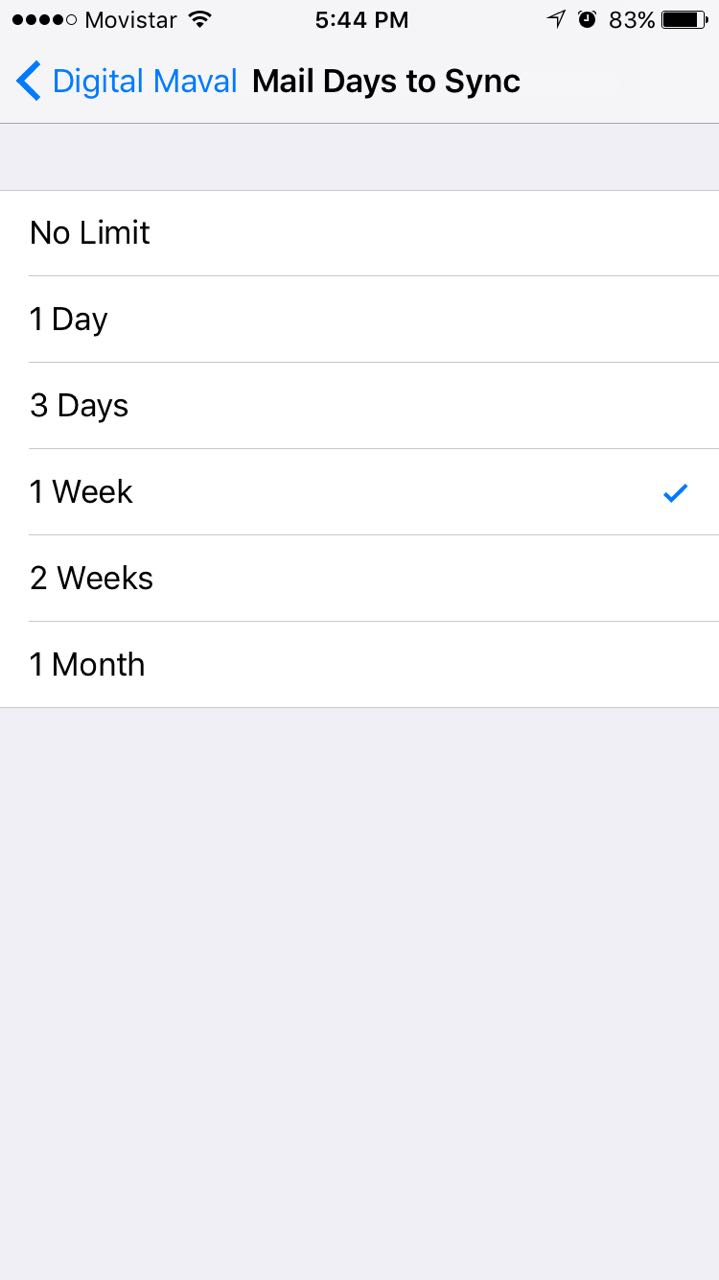 Movistar 5:44 PM 83%
Digital Maval Mail Days to Sync
No Limit
1 Day
3 Days
1 Week
2 Weeks
1 Month